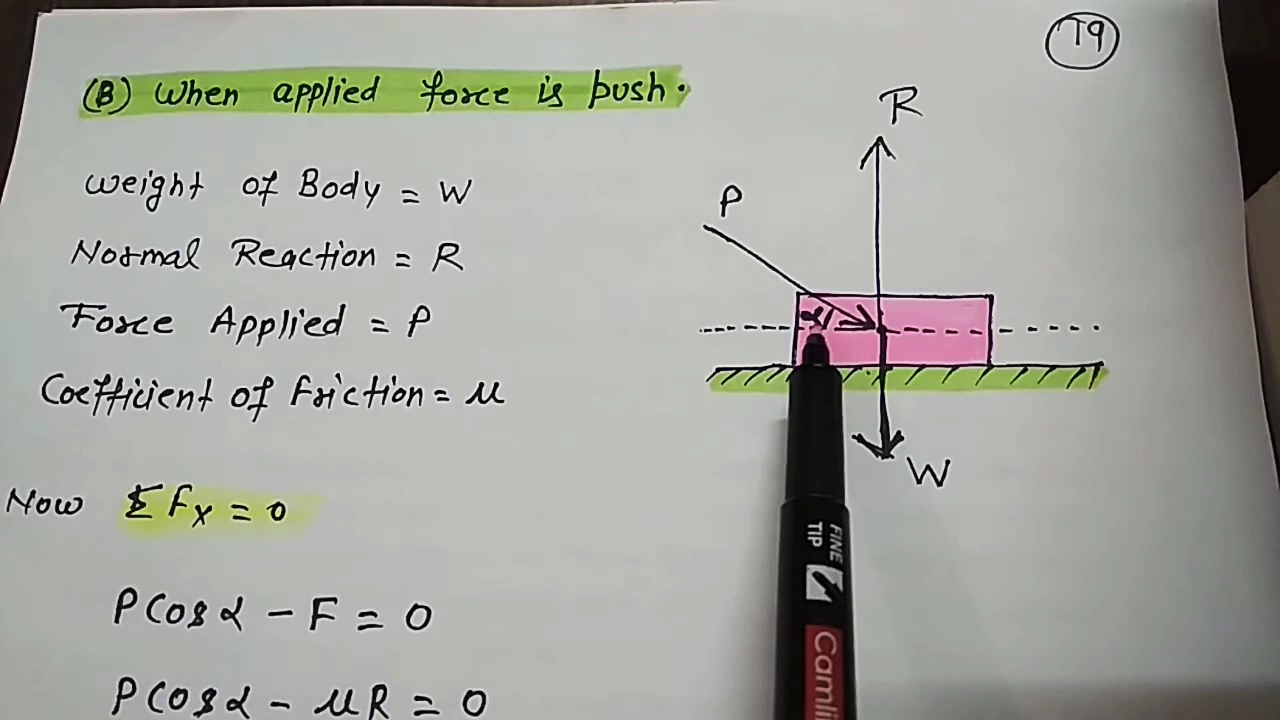 19
(B) When applied force is push.
Weight of Body = W
Normal Reaction = R
Force Applied = P
Coefficient of Friction = μ
Now ΣFx = 0
P Cos α - F = 0
P Cos α - μR = 0
R
P
α
W
FINE
TIP
Camli